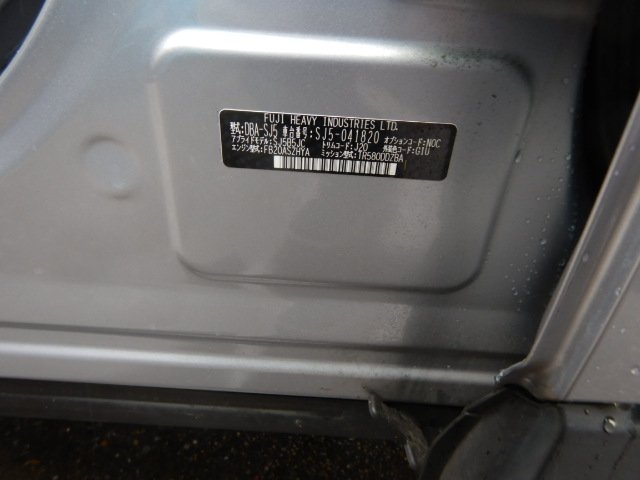 FUJI HEAVY INDUSTRIES LTD.
型式:DBA-SJ5 車台番号:SJ5-041820
アプライドモデル:SJ5D5JC トリムコード:J20 オプションコード:NOC
エンジン型式:FB20ASZHYA ミッション型式:TR580DDZBA 外装色コード:G1U